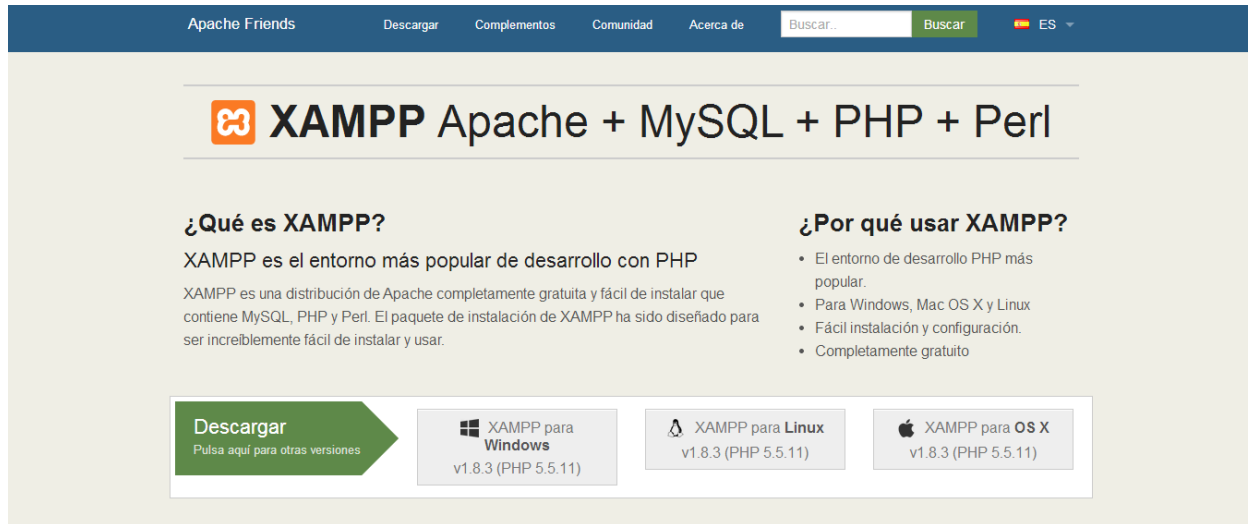 Apache Friends Descargar Complementos Comunidad Acerca de Buscar.. Buscar ES
XAMPP Apache + MySQL + PHP + Perl
¿Qué es XAMPP?
XAMPP es el entorno más popular de desarrollo con PHP
XAMPP es una distribución de Apache completamente gratuita y fácil de instalar que
contiene MySQL, PHP y Perl. El paquete de instalación de XAMPP ha sido diseñado para
ser increíblemente fácil de instalar y usar.
¿Por qué usar XAMPP?
• El entorno de desarrollo PHP más
popular.
• Para Windows, Mac OS X y Linux
• Fácil instalación y configuración.
• Completamente gratuito
Descargar
Pulsa aquí para otras versiones
XAMPP para
Windows
v1.8.3 (PHP 5.5.11)
XAMPP para Linux
v1.8.3 (PHP 5.5.11)
XAMPP para OS X
v1.8.3 (PHP 5.5.11)